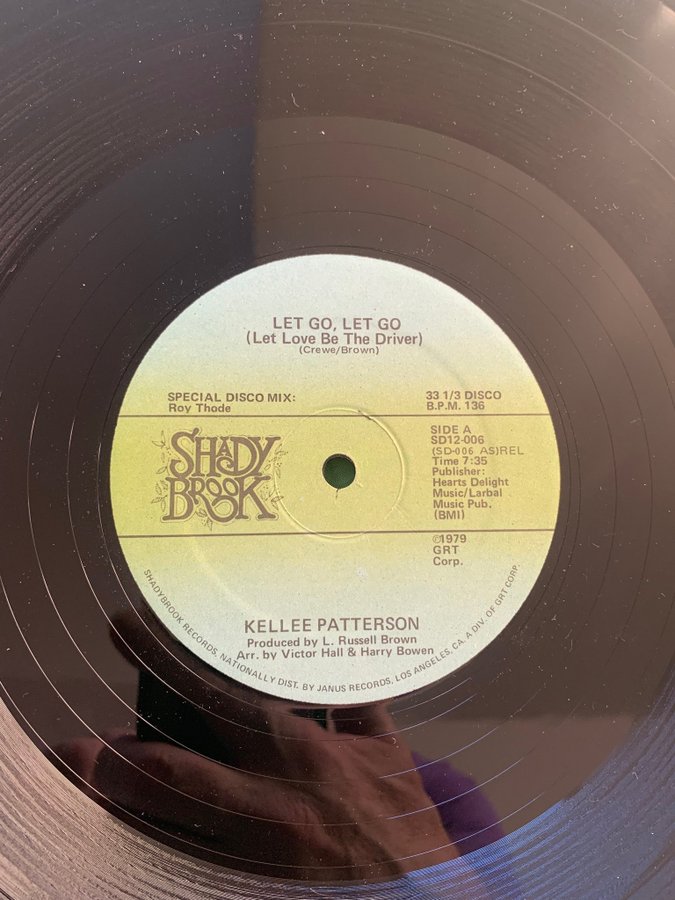 LET GO, LET GO
(Let Love Be The Driver)
(Crewe/Brown)
SPECIAL DISCO MIX:
Roy Thode
33 1/3 DISCO
B.P.M. 136
SHADY
BROOK
SIDE A
SD12-006
(SD-006 AS)REL
Time 7:35
Publisher:
Hearts Delight
Music/Larbal
Music Pub.
(BMI)
©1979
GRT
Corp.
KELLEE PATTERSON
Produced by L. Russell Brown
Arr. by Victor Hall & Harry Bowen
SHADYBROOK RECORDS, NATIONALLY DIST. BY JANUS RECORDS, LOS ANGELES, CA. A DIV. OF GRT CORP.